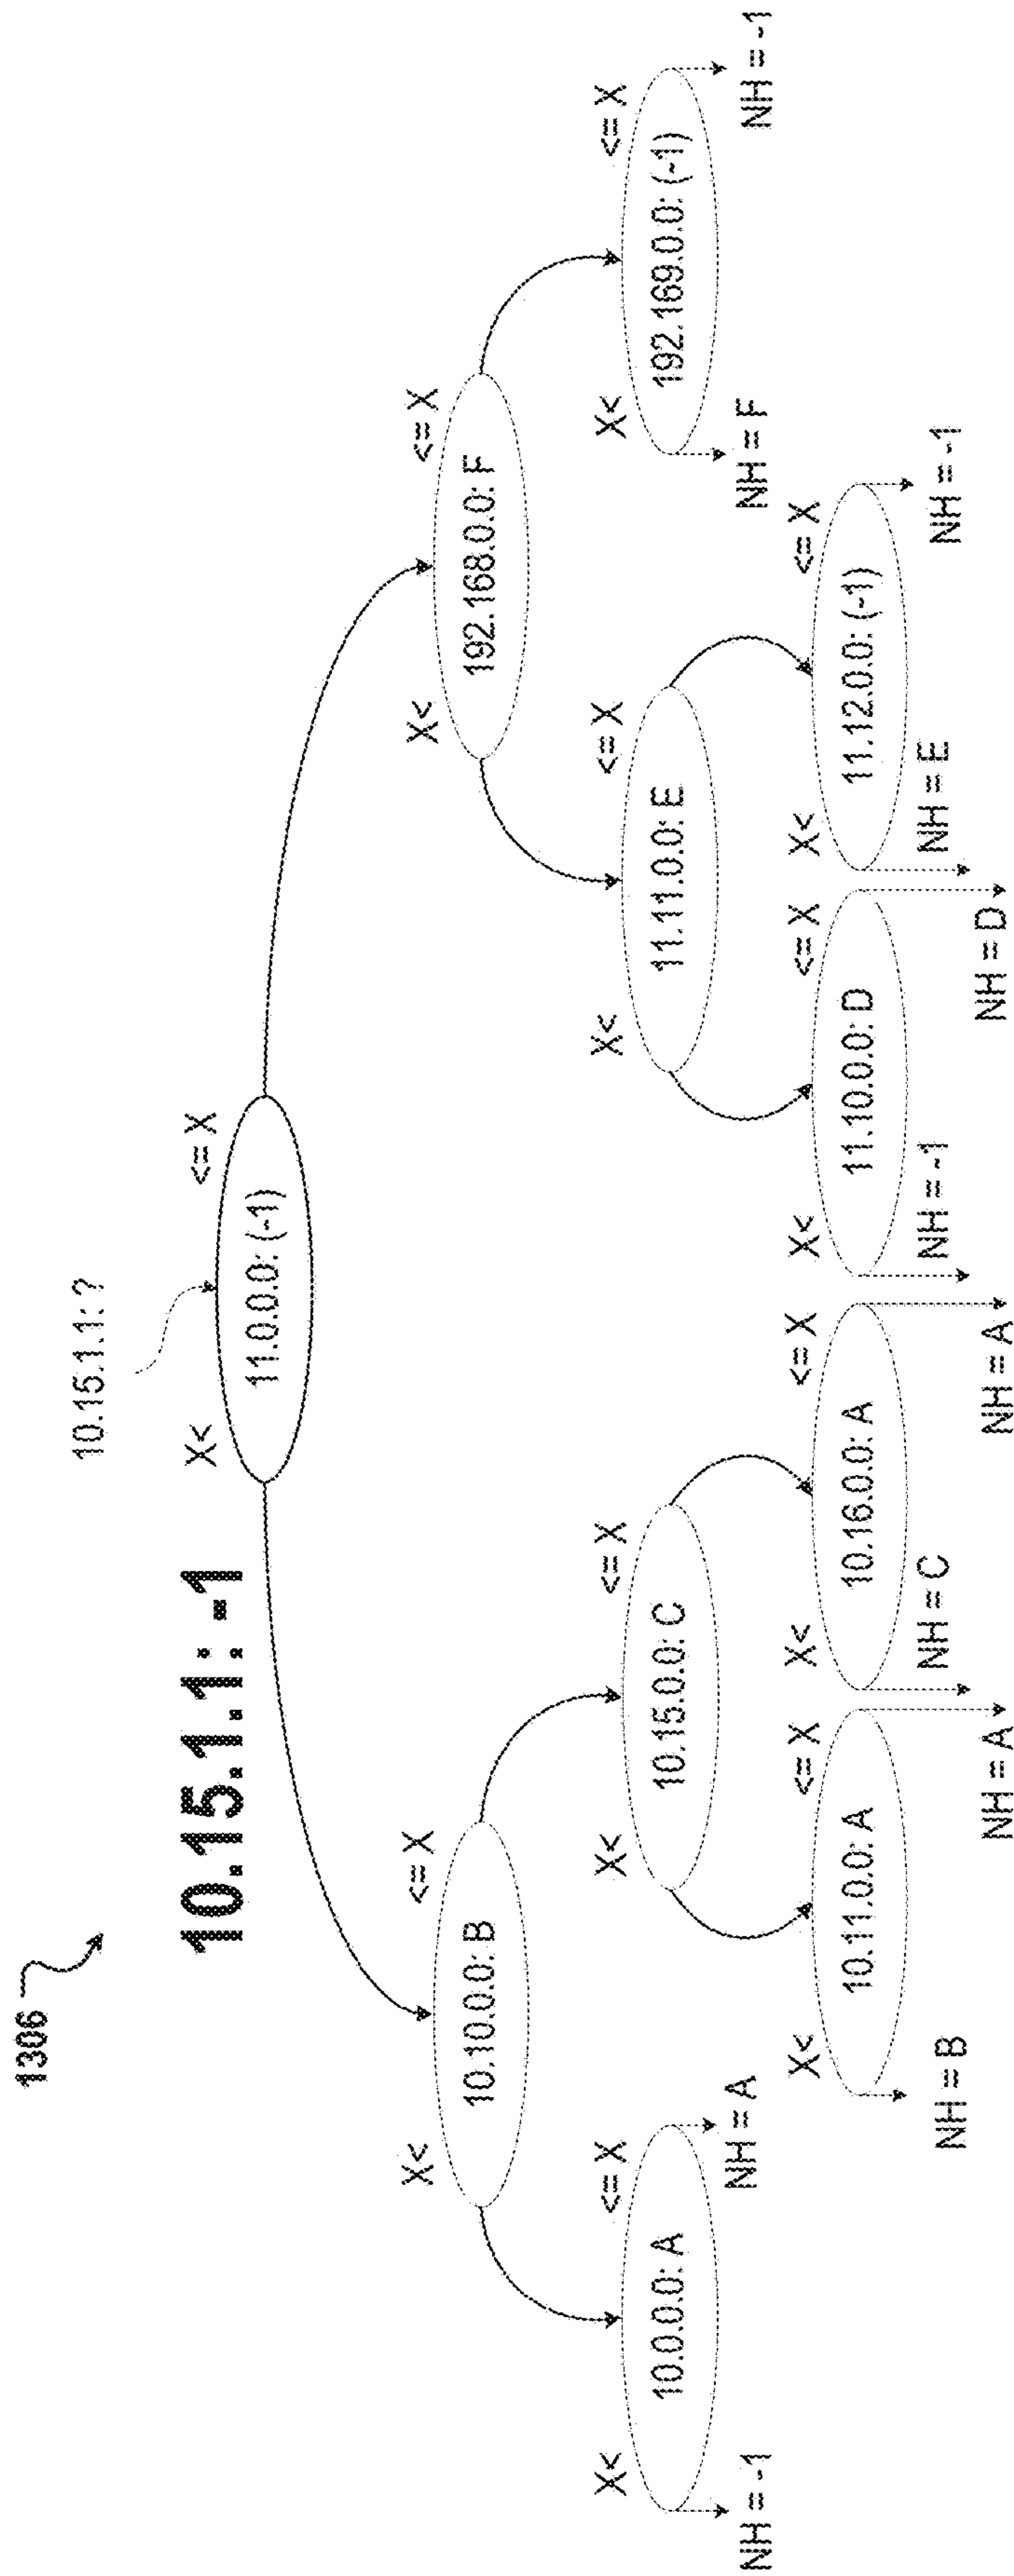 1306
10.15.1.1: ?
10.15.1.1: -1
X<
<= X
11.0.0.0: (-1)
X<
<= X
10.10.0.0: B
X<
<= X
192.168.0.0: F
X<
<= X
10.0.0.0: A
NH = -1
NH = A
X<
<= X
10.15.0.0: C
X<
<= X
11.11.0.0: E
X<
<= X
192.169.0.0: (-1)
NH = F
NH = -1
X<
<= X
10.11.0.0: A
NH = B
NH = A
X<
<= X
10.16.0.0: A
NH = C
NH = A
X<
<= X
11.10.0.0: D
NH = -1
NH = D
X<
<= X
11.12.0.0: (-1)
NH = E
NH = -1